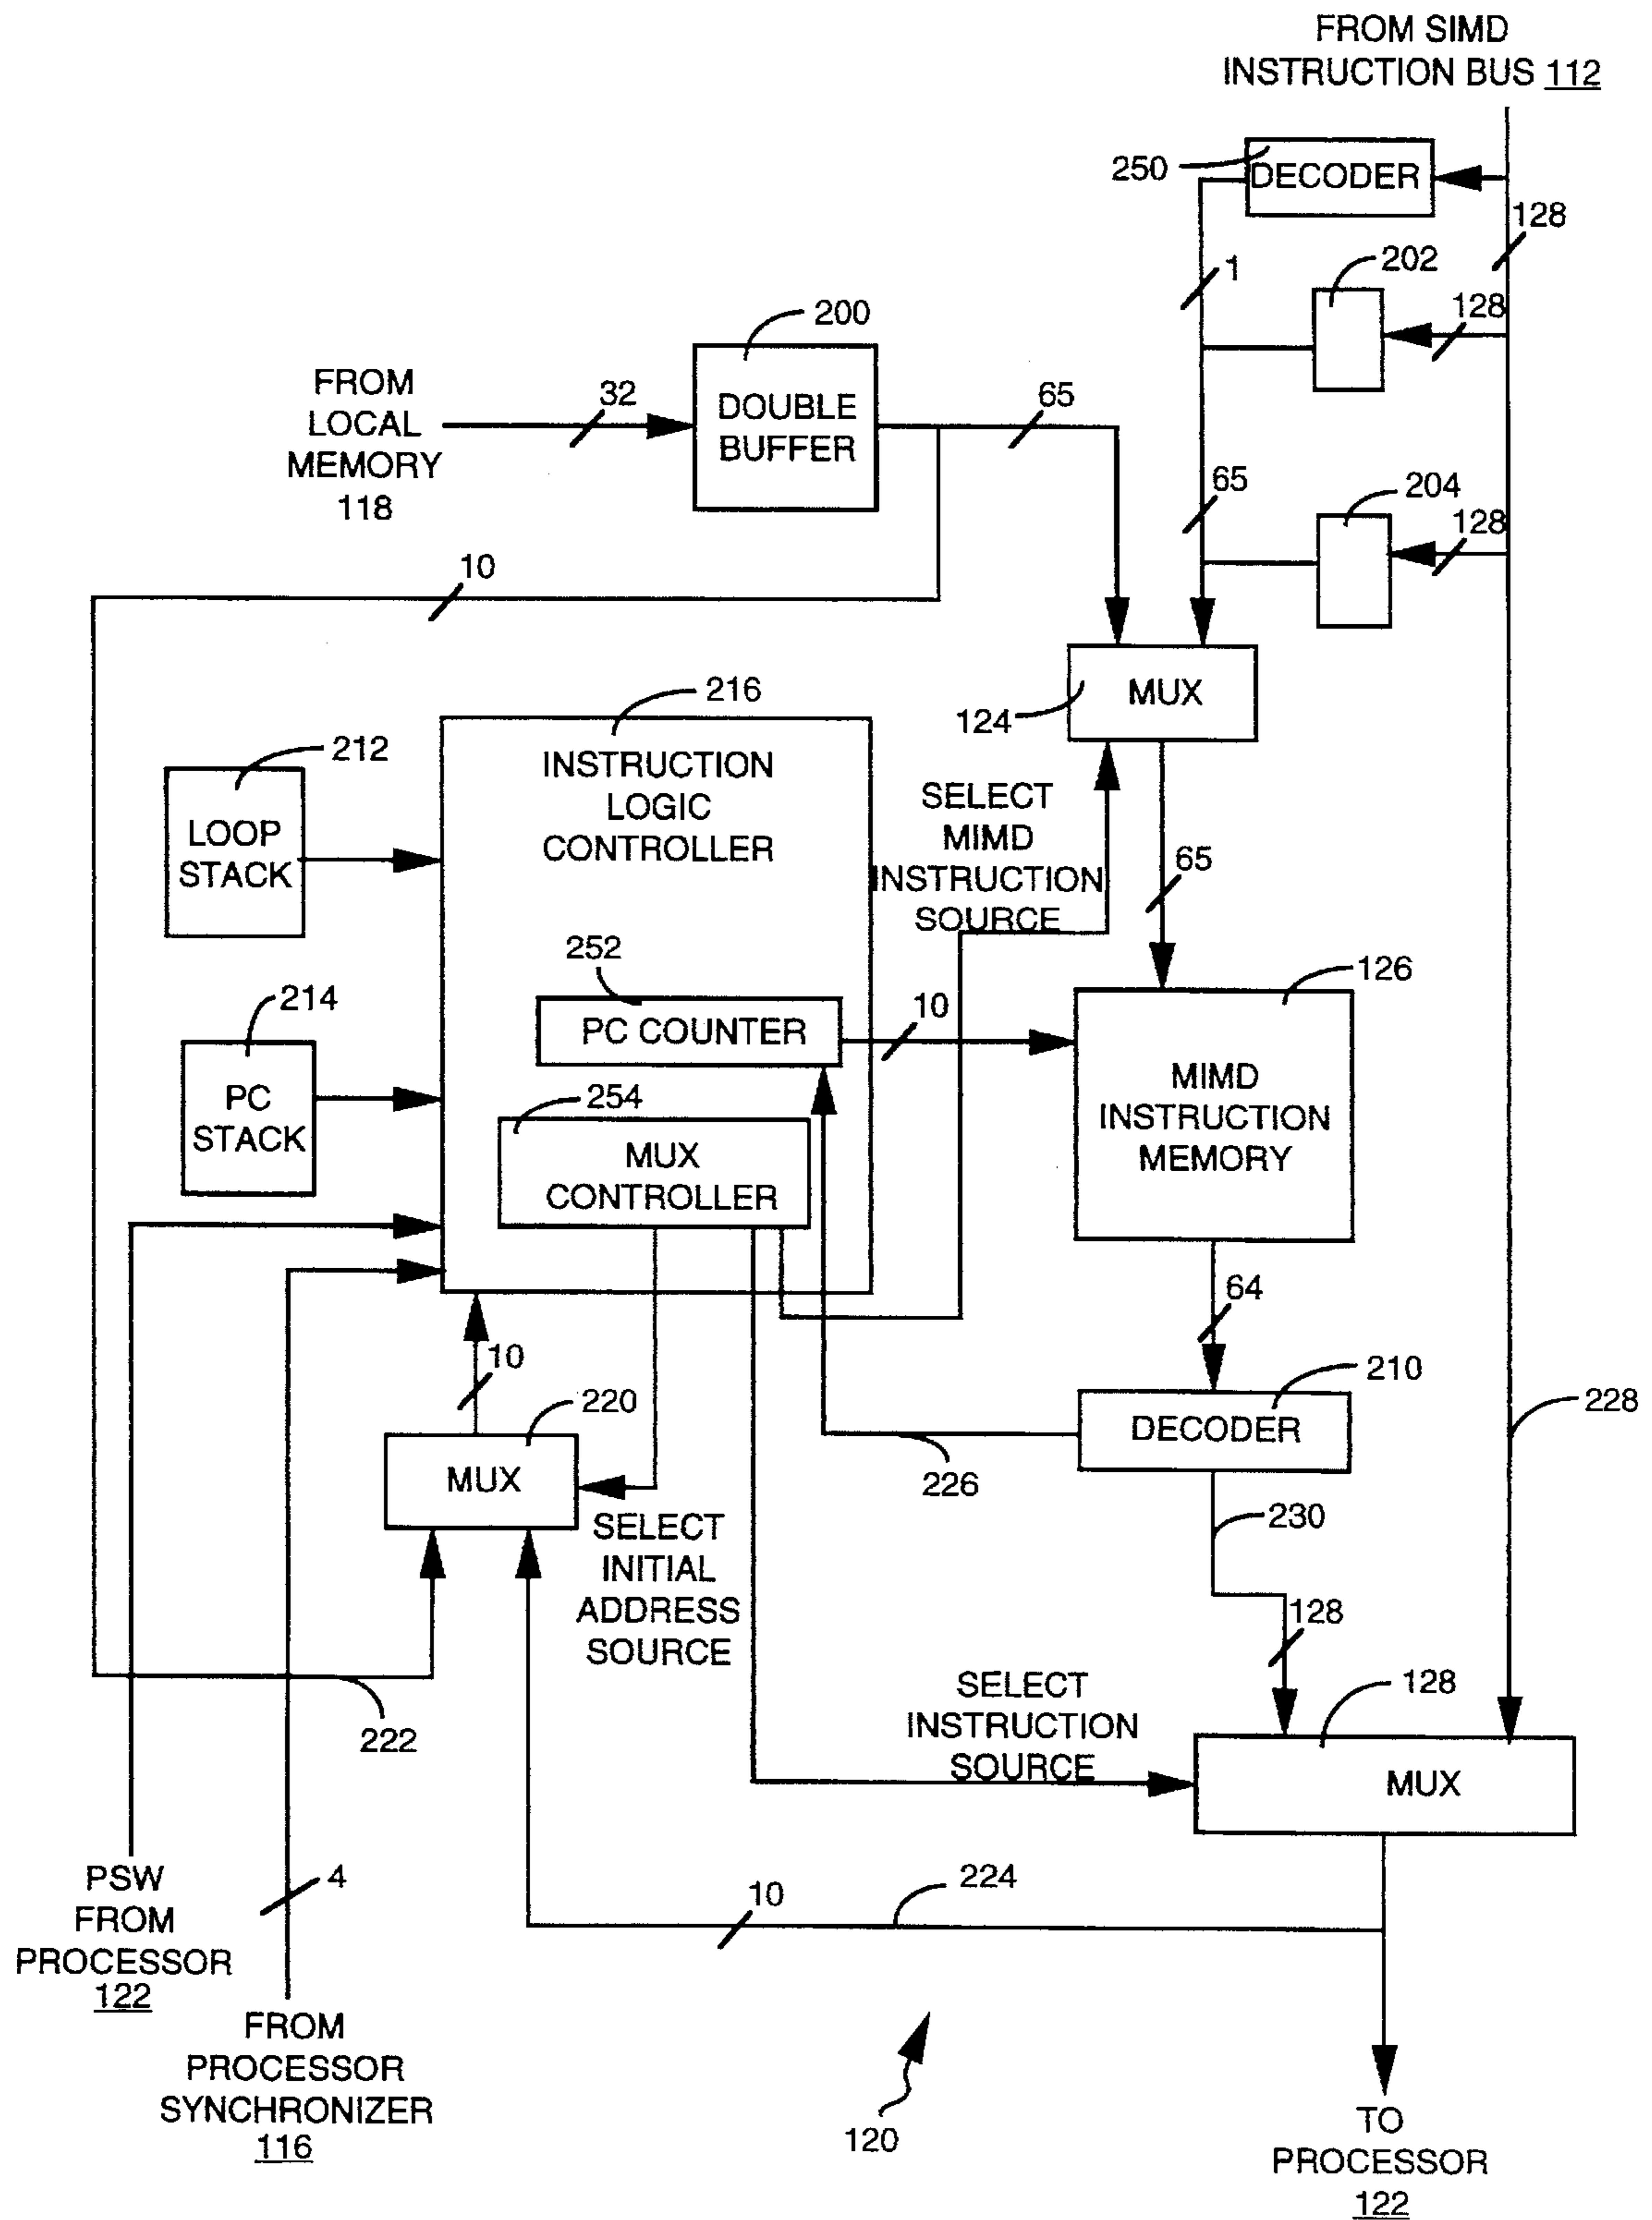 FROM SIMD
INSTRUCTION BUS 112
250
DECODER
128
202
1
128
200
FROM
LOCAL
MEMORY
118
32
DOUBLE
BUFFER
65
65
204
128
10
MUX
124
216
INSTRUCTION
LOGIC
CONTROLLER
212
LOOP
STACK
SELECT
MIMD
INSTRUCTION
SOURCE
65
252
PC COUNTER
10
126
MIMD
INSTRUCTION
MEMORY
214
PC
STACK
254
MUX
CONTROLLER
64
10
220
MUX
210
DECODER
226
228
SELECT
INITIAL
ADDRESS
SOURCE
230
128
222
SELECT
INSTRUCTION
SOURCE
128
MUX
PSW
FROM
PROCESSOR
122
4
10
224
FROM
PROCESSOR
SYNCHRONIZER
116
120
TO
PROCESSOR
122